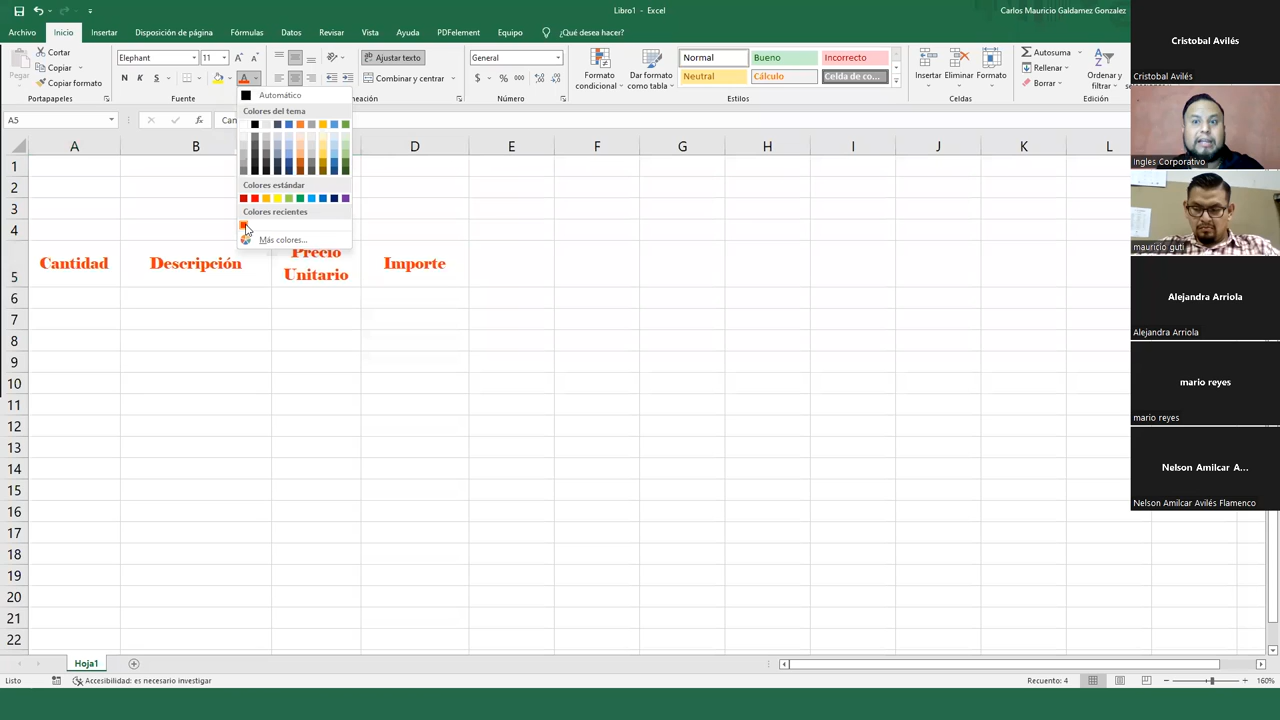 Libro1 - Excel
Carlos Mauricio Galdamez Gonzalez
Archivo Inicio Insertar Disposición de página Fórmulas Datos Revisar Vista Ayuda PDFelement Equipo ¿Qué desea hacer?
Pegar
Cortar
Copiar
Copiar formato
Portapapeles
Elephant 11
N K S
Fuente
Ajustar texto
Combinar y centrar
General
$ % 000
Número
Formato condicional
Dar formato como tabla
Normal Bueno Incorrecto
Neutral Cálculo Celda de co...
Estilos
Insertar Eliminar Formato
Celdas
Autosuma
Rellenar
Borrar
Ordenar y filtrar
Automático
Colores del tema
Colores estándar
Colores recientes
Más colores...
A5
A B D E F G H I J K L
1
2
3
4
5 Cantidad Descripción Precio Unitario Importe
6
7
8
9
10
11
12
13
14
15
16
17
18
19
20
21
22
Hoja1
Listo Accesibilidad: es necesario investigar Recuento: 4 160%
Cristobal Avilés
Cristobal Avilés
Ingles Corporativo
mauricio guti
Alejandra Arriola
Alejandra Arriola
mario reyes
mario reyes
Nelson Amilcar A...
Nelson Amilcar Avilés Flamenco